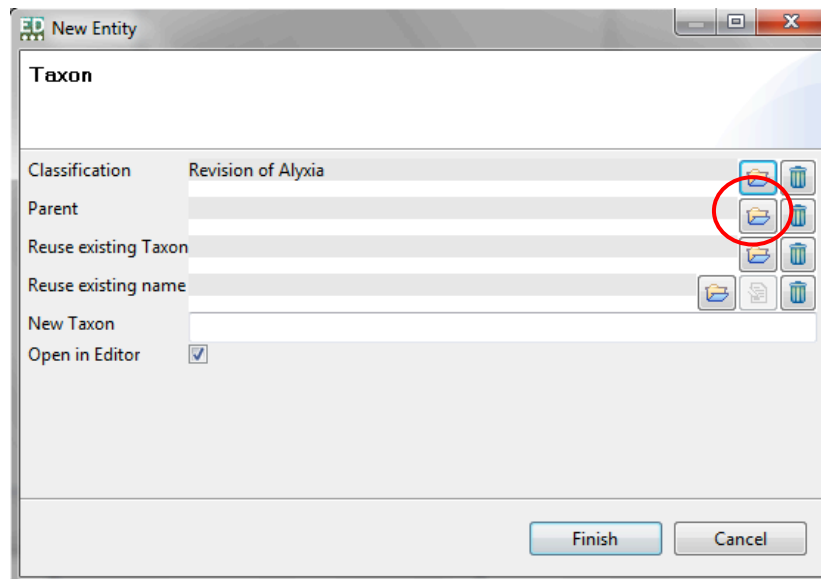 ED New Entity
Taxon
Classification Revision of Alyxia
Parent
Reuse existing Taxon
Reuse existing name
New Taxon
Open in Editor
Finish Cancel